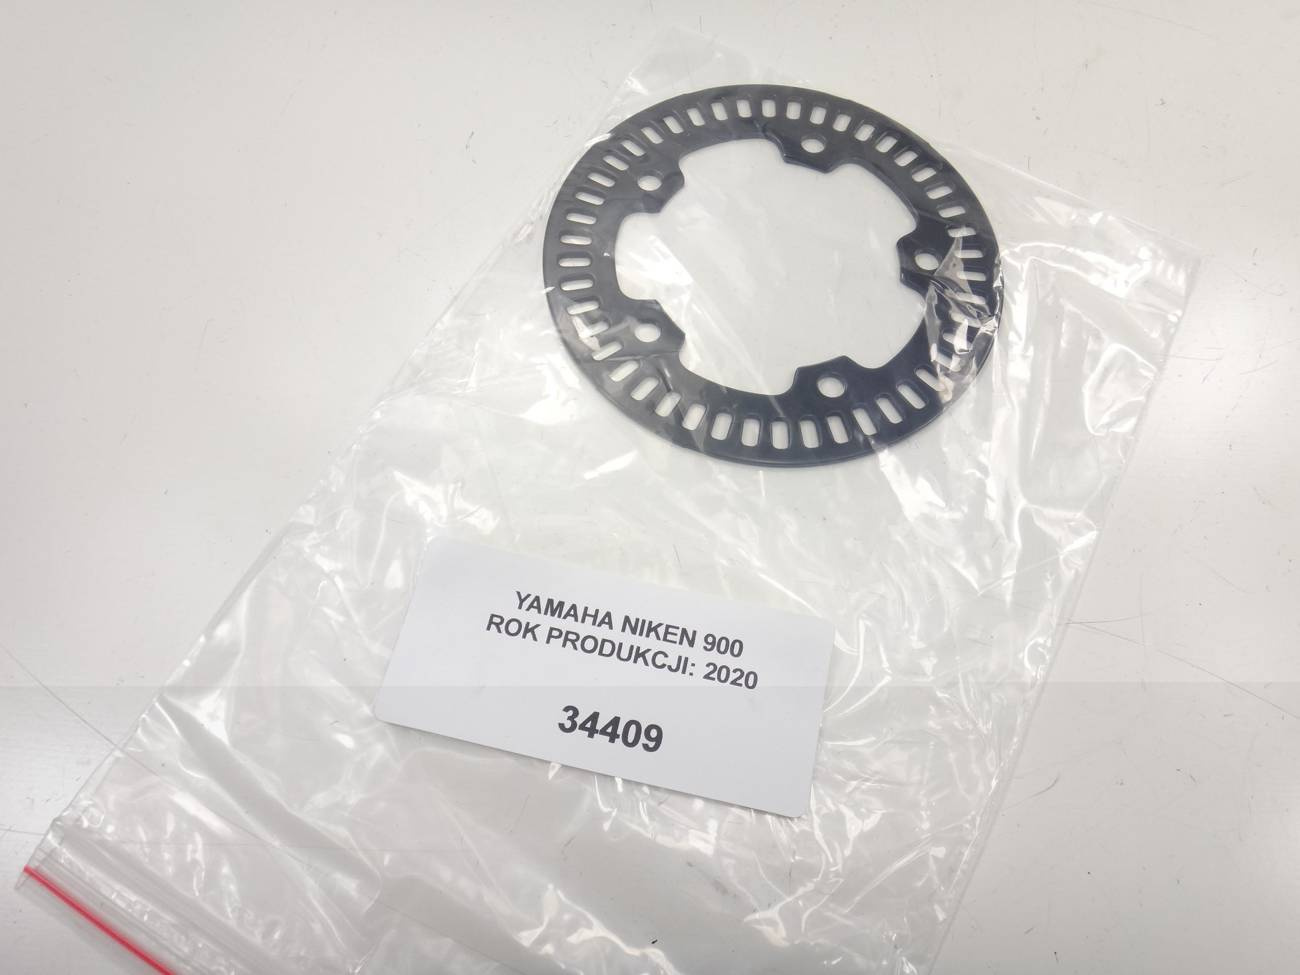 YAMAHA NIKEN 900
ROK PRODUKCJI: 2020
34409